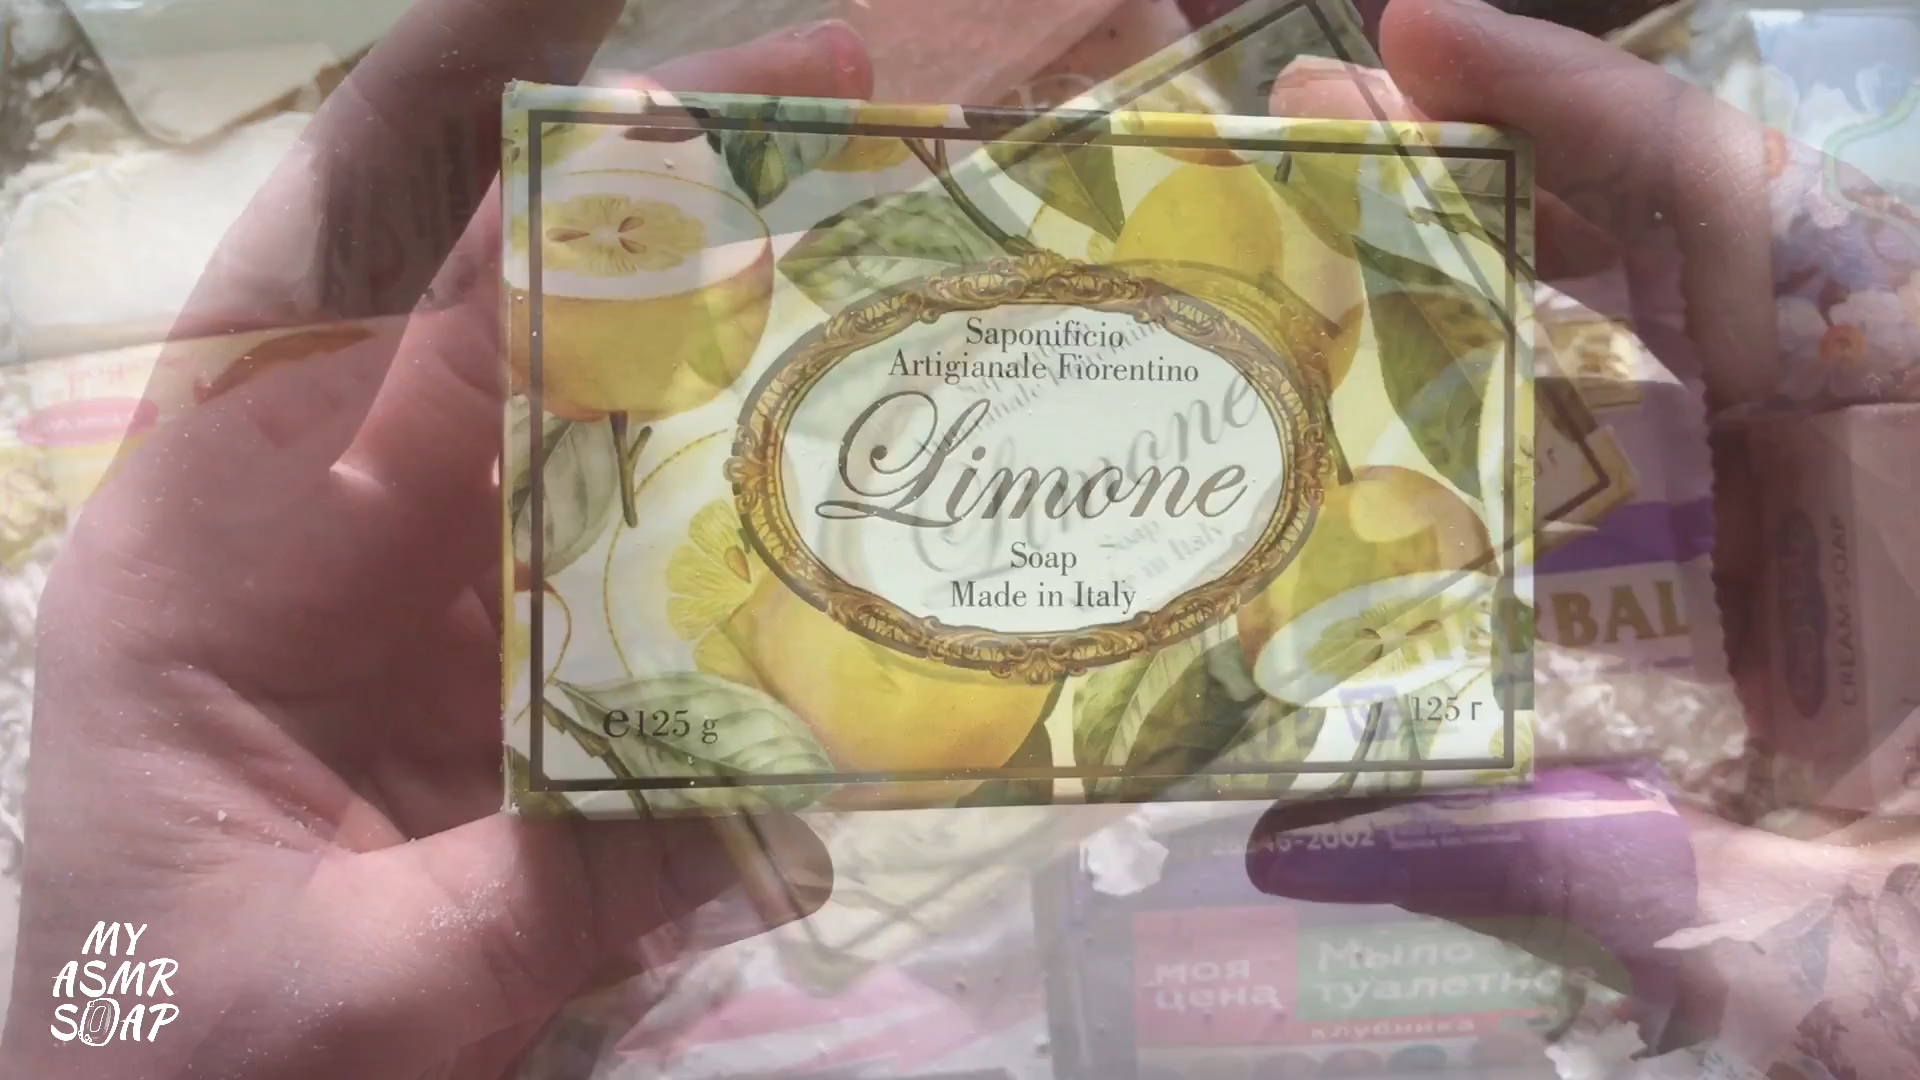 Saponificio
Artigianale Fiorentino
Limone
Soap
Made in Italy
℮125 g
125 г
CREAM-SOAP
моя
цена
Мыло
туалетное
клубника
MY
ASMR
SOAP